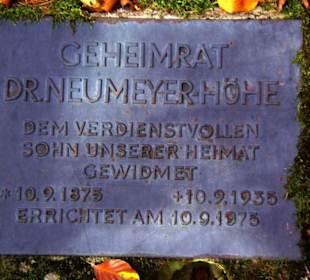 GEHEIMRAT
DR. NEUMEYER-HÖHE
DEM VERDIENSTVOLLEN
SOHN UNSERER HEIMAT
GEWIDMET
*10.9.1875 +10.9.1935
ERRICHTET AM 10.9.1975